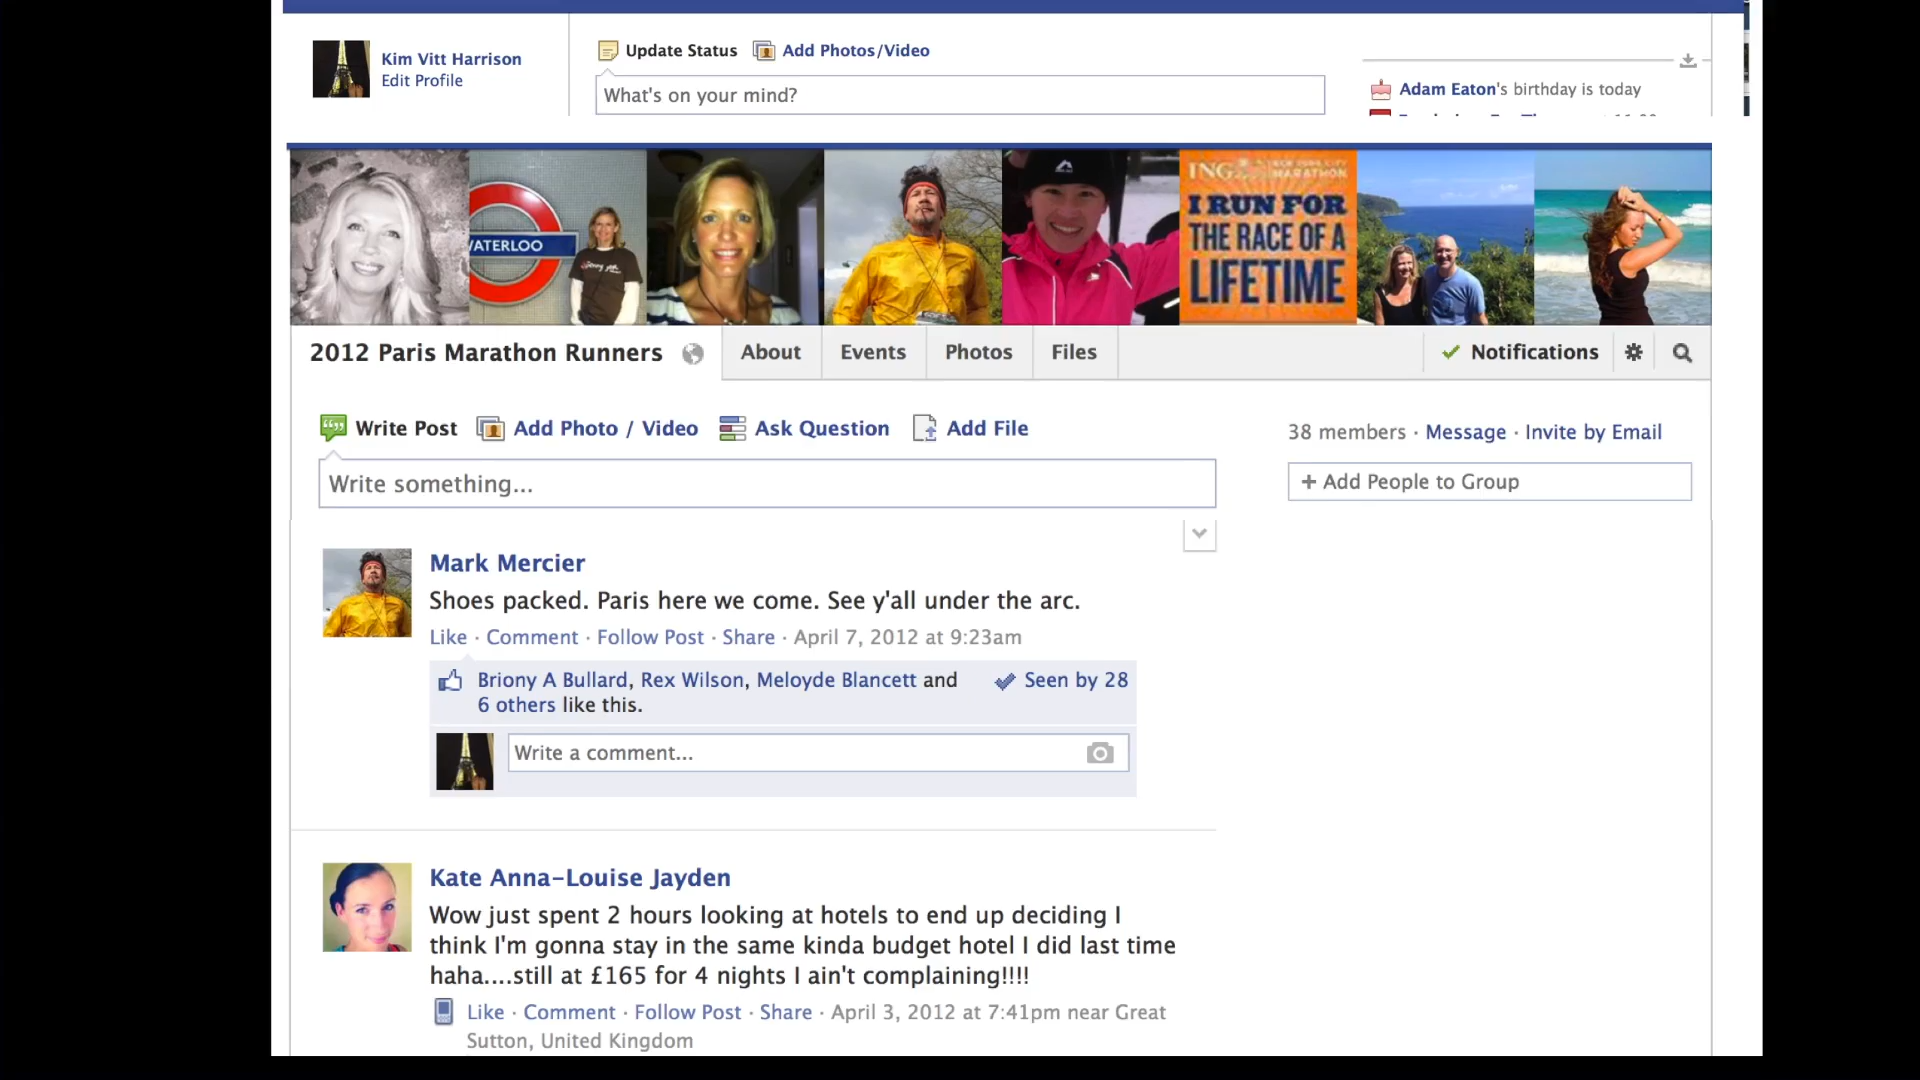 Kim Vitt Harrison
Edit Profile
Update Status Add Photos/Video
What's on your mind?
Adam Eaton's birthday is today
WATERLOO
ING MARATHON
I RUN FOR
THE RACE OF A
LIFETIME
2012 Paris Marathon Runners
About Events Photos Files
Notifications
Write Post Add Photo / Video Ask Question Add File
Write something...
38 members · Message · Invite by Email
+ Add People to Group
Mark Mercier
Shoes packed. Paris here we come. See y'all under the arc.
Like · Comment · Follow Post · Share · April 7, 2012 at 9:23am
Briony A Bullard, Rex Wilson, Meloyde Blancett and
6 others like this.
Seen by 28
Write a comment...
Kate Anna-Louise Jayden
Wow just spent 2 hours looking at hotels to end up deciding I
think I'm gonna stay in the same kinda budget hotel I did last time
haha....still at £165 for 4 nights I ain't complaining!!!!
Like · Comment · Follow Post · Share · April 3, 2012 at 7:41pm near Great
Sutton, United Kingdom